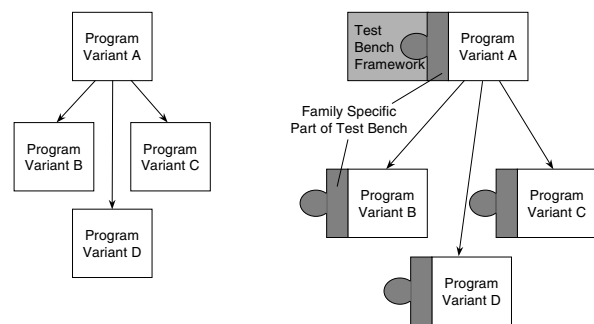 Program
Variant A
Program
Variant B
Program
Variant C
Program
Variant D
Test
Bench
Framework
Program
Variant A
Family Specific
Part of Test Bench
Program
Variant B
Program
Variant C
Program
Variant D